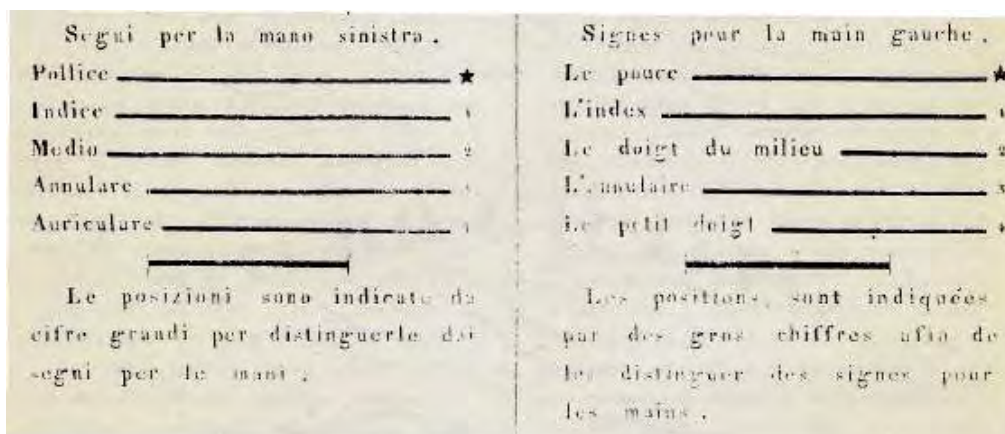 Segni per la mano sinistra.
Pollice ★
Indice 1
Medio 2
Annulare
Auriculare
Le posizioni sono indicate da
cifre grandi per distinguerle dai
segni per le mani.
Signes pour la main gauche.
Le pouce ★
L'indes 1
Le doigt du milieu 2
L'annulaire 3
Le petit doigt 4
Les positions, sont indiquées
par des gros chiffres afin de
les distinguer des signes pour
les mains.